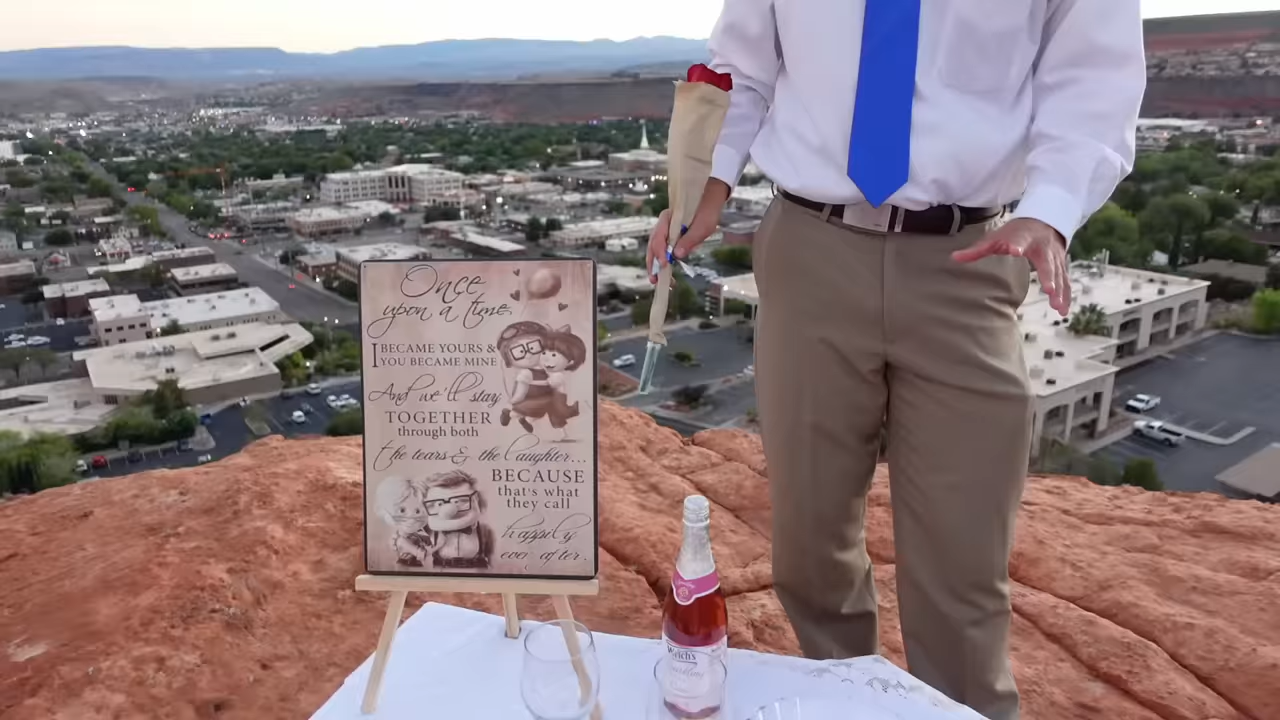 Once
upon a time
I BECAME YOURS &
YOU BECAME MINE
And we'll stay
TOGETHER
through both
the tears & the laughter...
BECAUSE
that's what
they call
happily
ever after.
Welch's
Sparkling